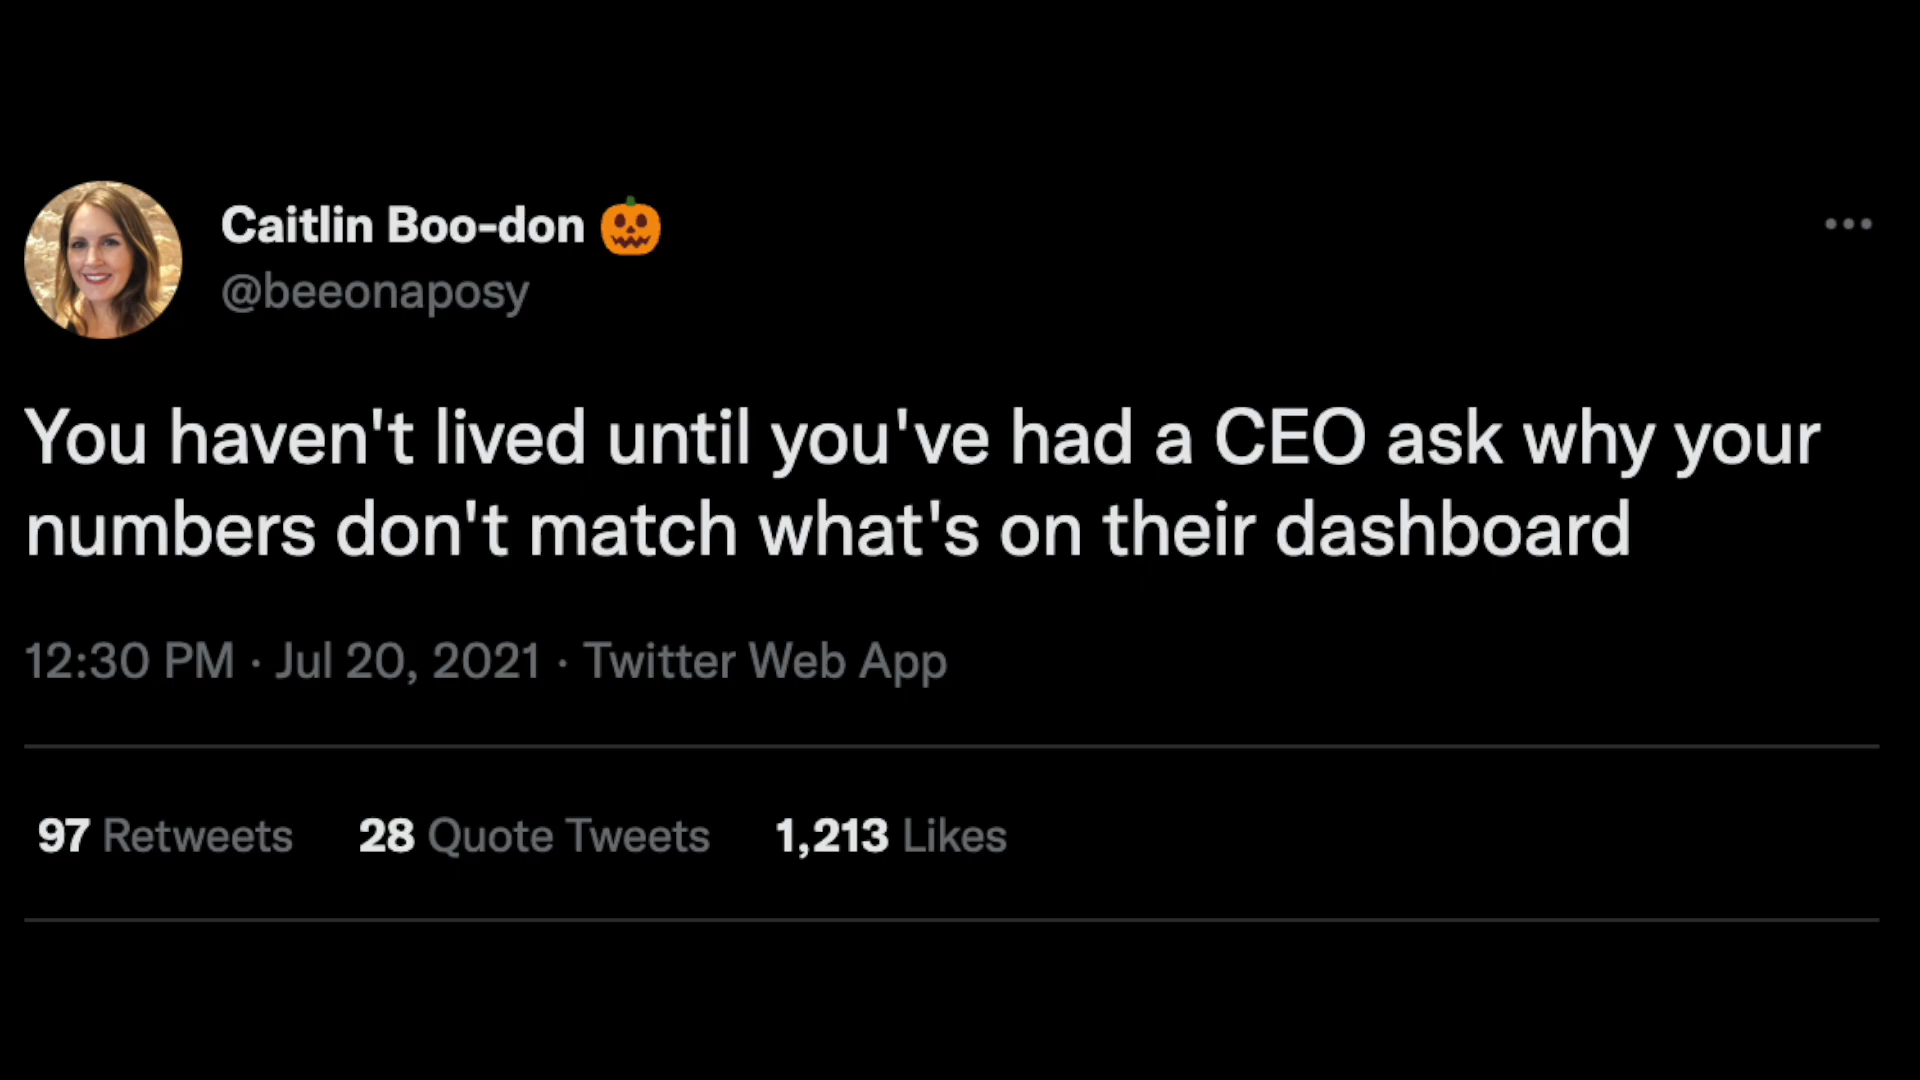 Caitlin Boo-don 🎃
@beeonaposy
You haven't lived until you've had a CEO ask why your
numbers don't match what's on their dashboard
12:30 PM · Jul 20, 2021 · Twitter Web App
97 Retweets 28 Quote Tweets 1,213 Likes